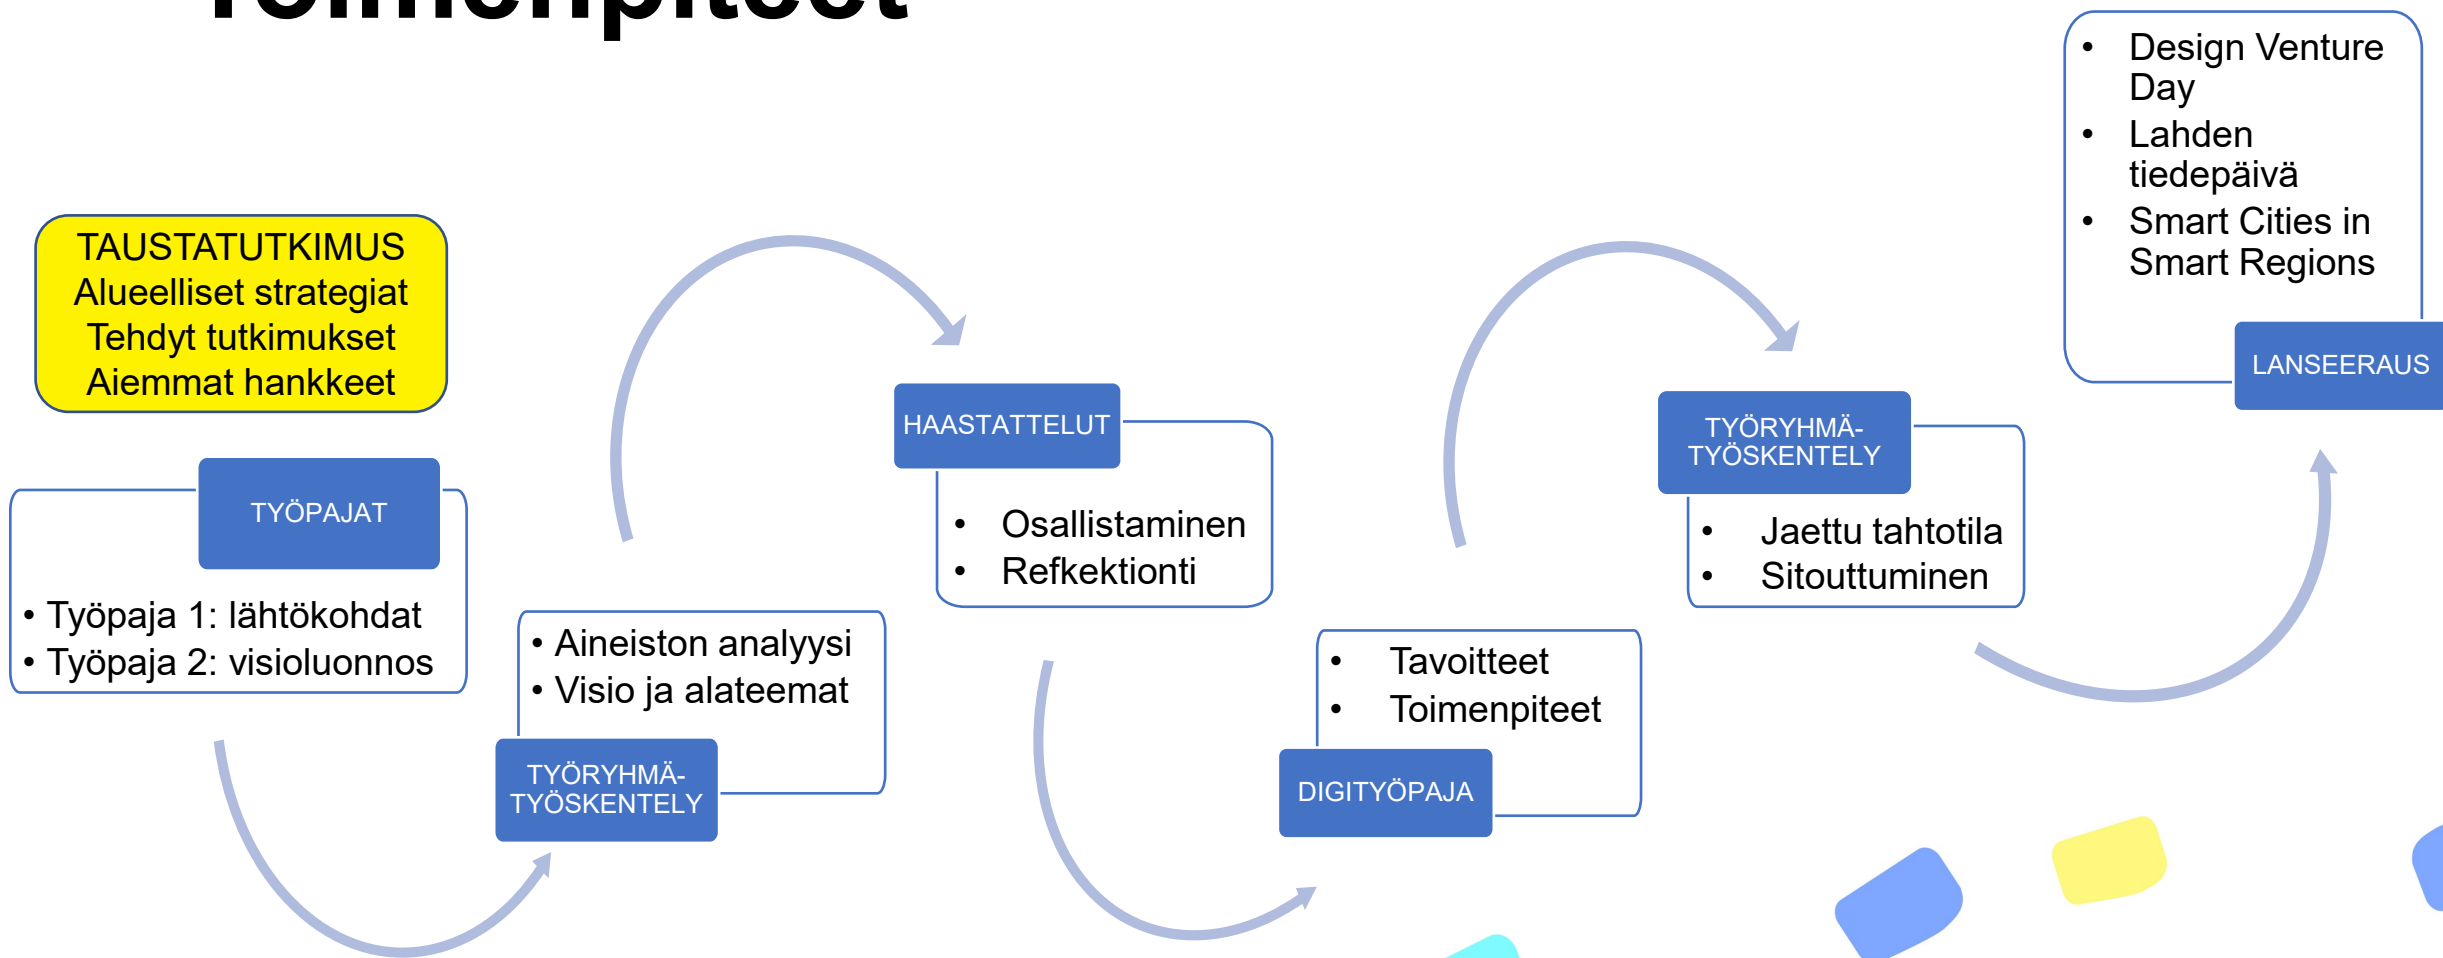 Toimenpiteet
TAUSTATUTKIMUS
Alueelliset strategiat
Tehdyt tutkimukset
Aiemmat hankkeet
TYÖPAJAT
• Työpaja 1: lähtökohdat
• Työpaja 2: visioluonnos
• Aineiston analyysi
• Visio ja alateemat
TYÖRYHMÄ-
TYÖSKENTELY
HAASTATTELUT
• Osallistaminen
• Refkektionti
• Tavoitteet
• Toimenpiteet
DIGITYÖPAJA
TYÖRYHMÄ-
TYÖSKENTELY
• Jaettu tahtotila
• Sitouttuminen
• Design Venture
Day
• Lahden
tiedepäivä
• Smart Cities in
Smart Regions
LANSEERAUS